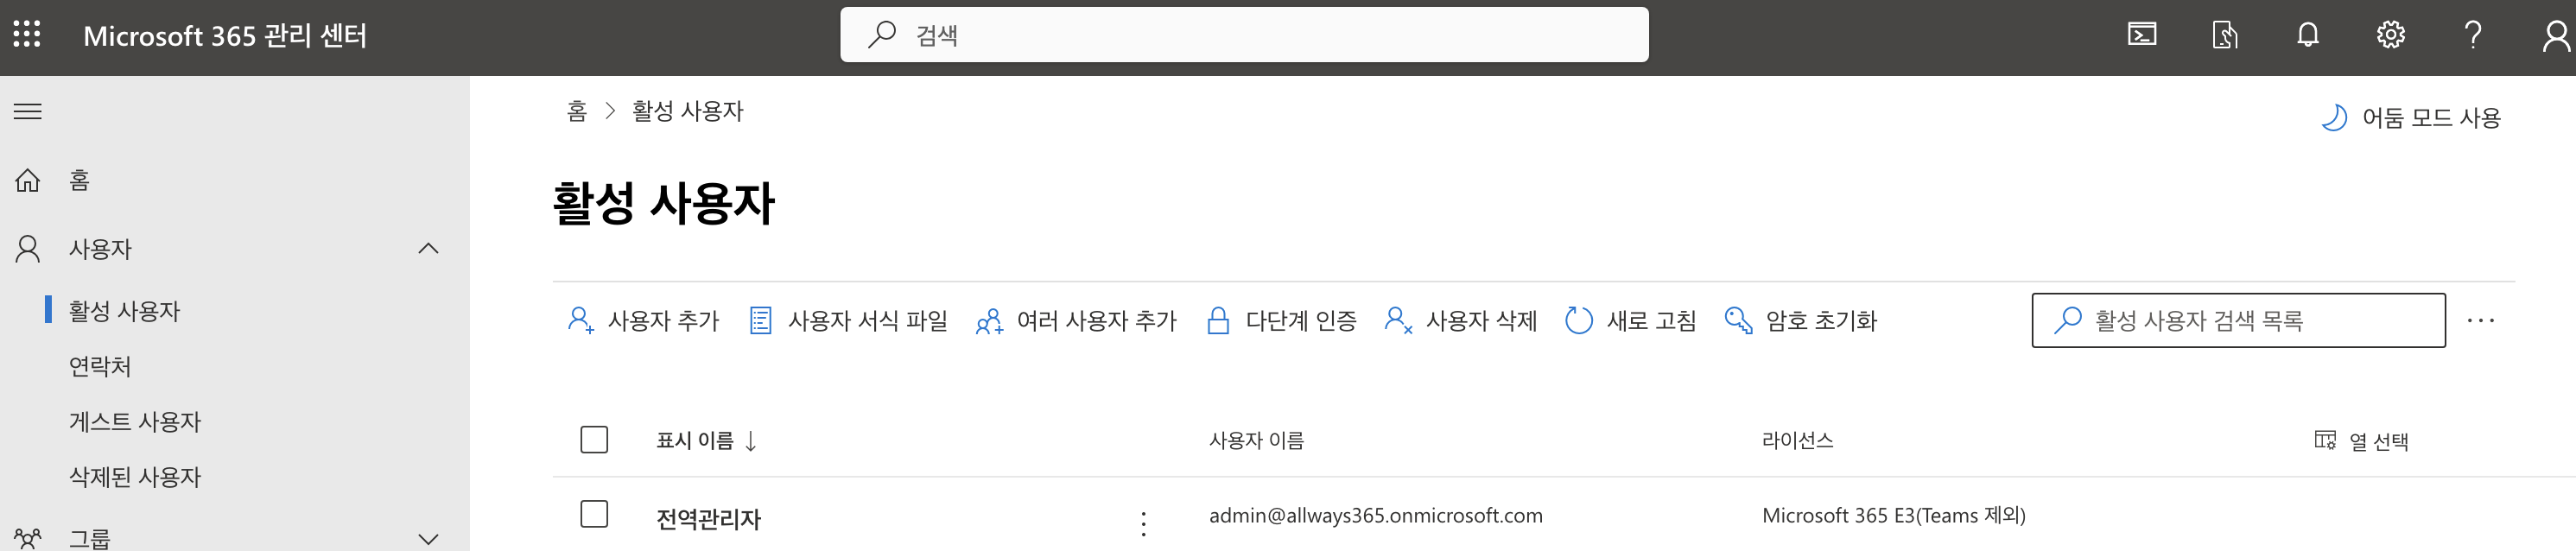 Microsoft 365 관리 센터
검색
홈
사용자
활성 사용자
연락처
게스트 사용자
삭제된 사용자
그룹
홈 > 활성 사용자
어둠 모드 사용
활성 사용자
사용자 추가 사용자 서식 파일 여러 사용자 추가 다단계 인증 사용자 삭제 새로 고침 암호 초기화 활성 사용자 검색 목록 ...
표시 이름 ↓ 사용자 이름 라이선스 열 선택
전역관리자 admin@allways365.onmicrosoft.com Microsoft 365 E3(Teams 제외)